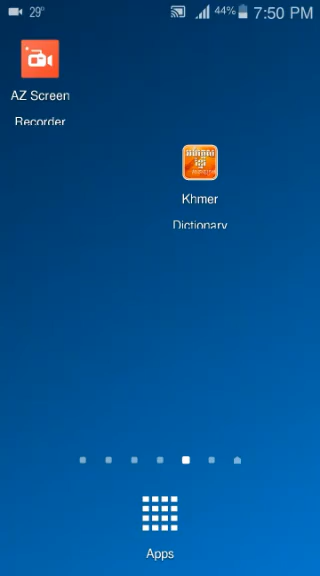 29°
44%
7:50 PM
AZ Screen
Recorder
Khmer
Dictionary
Apps